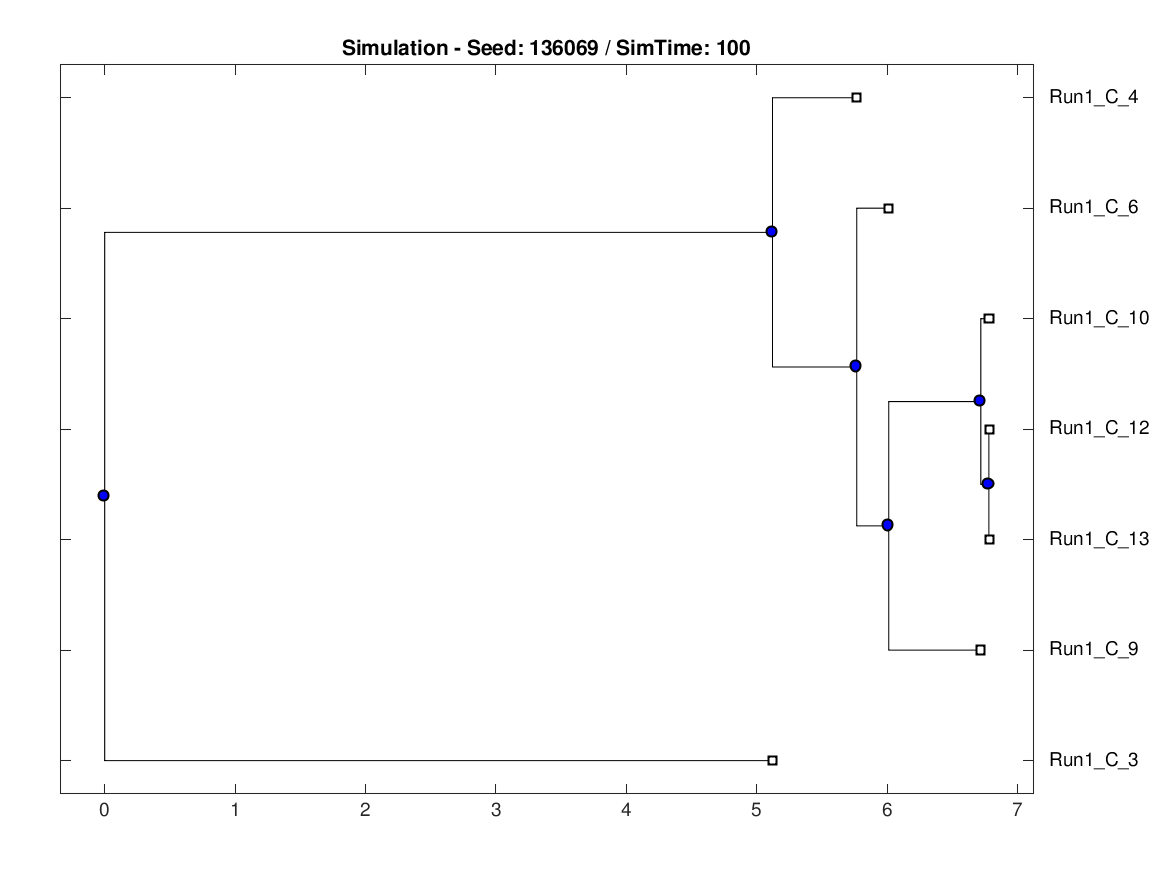 Simulation - Seed: 136069 / SimTime: 100
Run1_C_4
Run1_C_6
Run1_C_10
Run1_C_12
Run1_C_13
Run1_C_9
Run1_C_3
0 1 2 3 4 5 6 7